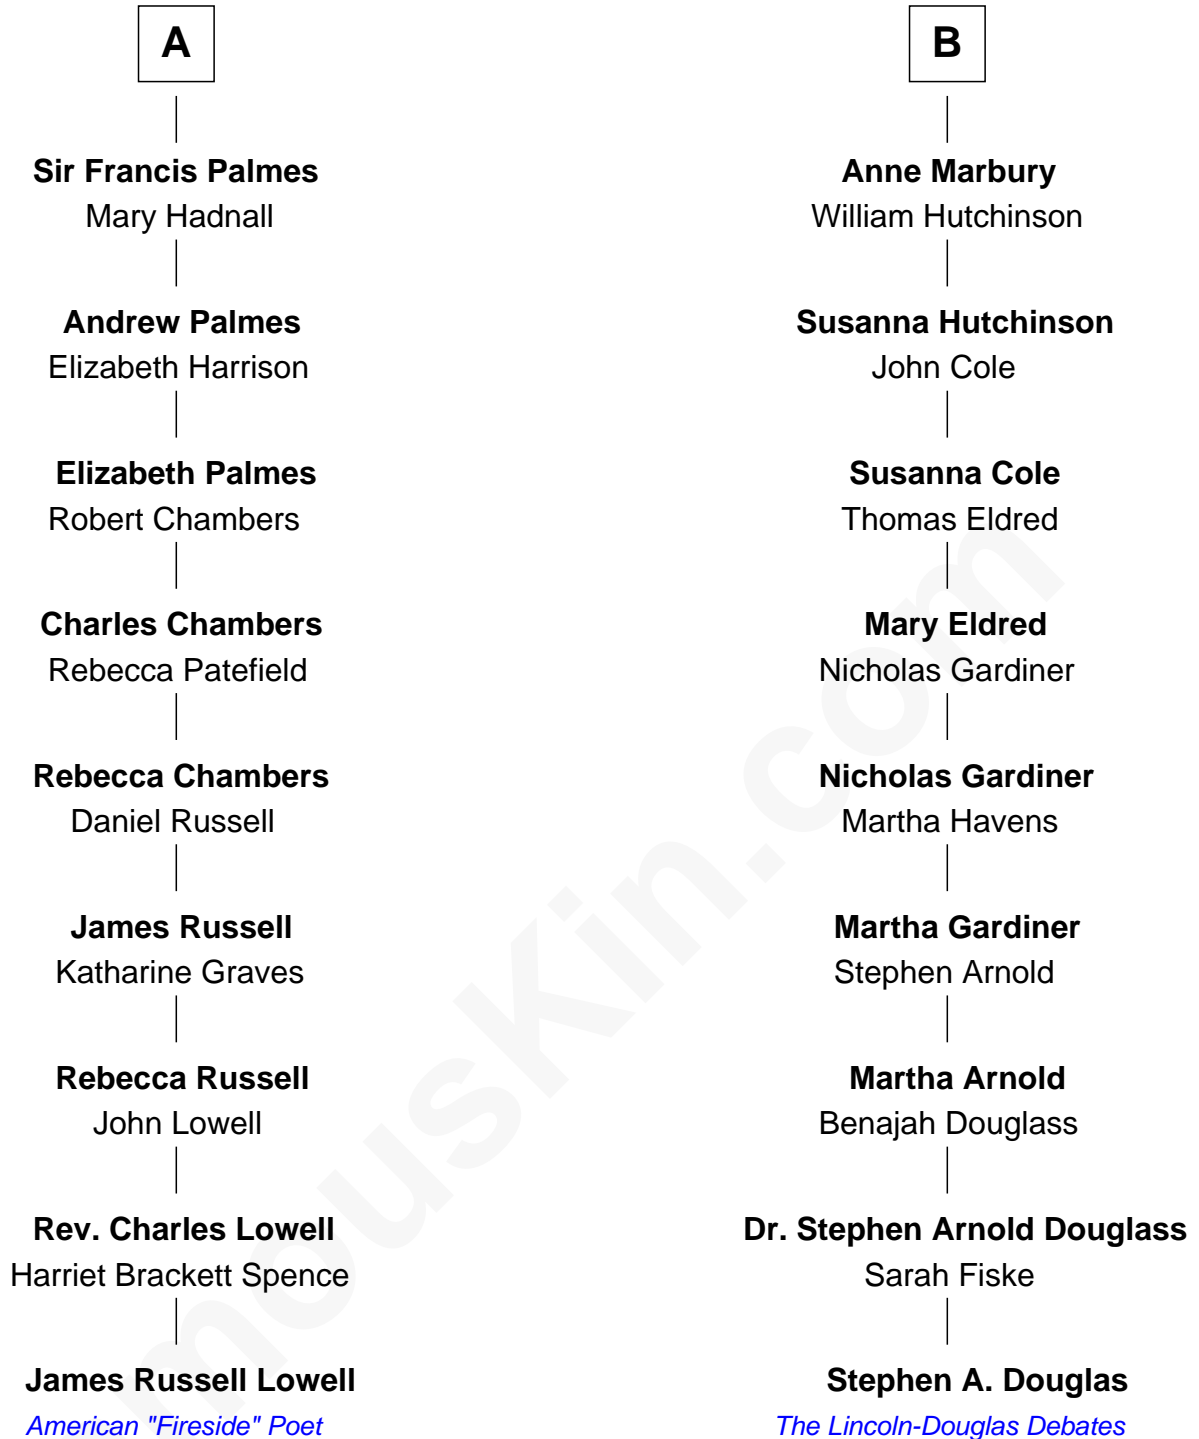 A
B
Sir Francis Palmes
Mary Hadnall
Anne Marbury
William Hutchinson
Andrew Palmes
Elizabeth Harrison
Susanna Hutchinson
John Cole
Elizabeth Palmes
Robert Chambers
Susanna Cole
Thomas Eldred
Charles Chambers
Rebecca Patefield
Mary Eldred
Nicholas Gardiner
Rebecca Chambers
Daniel Russell
Nicholas Gardiner
Martha Havens
James Russell
Katharine Graves
Martha Gardiner
Stephen Arnold
Rebecca Russell
John Lowell
Martha Arnold
Benajah Douglass
Rev. Charles Lowell
Harriet Brackett Spence
Dr. Stephen Arnold Douglass
Sarah Fiske
James Russell Lowell
American "Fireside" Poet
Stephen A. Douglas
The Lincoln-Douglas Debates
mousKin.com